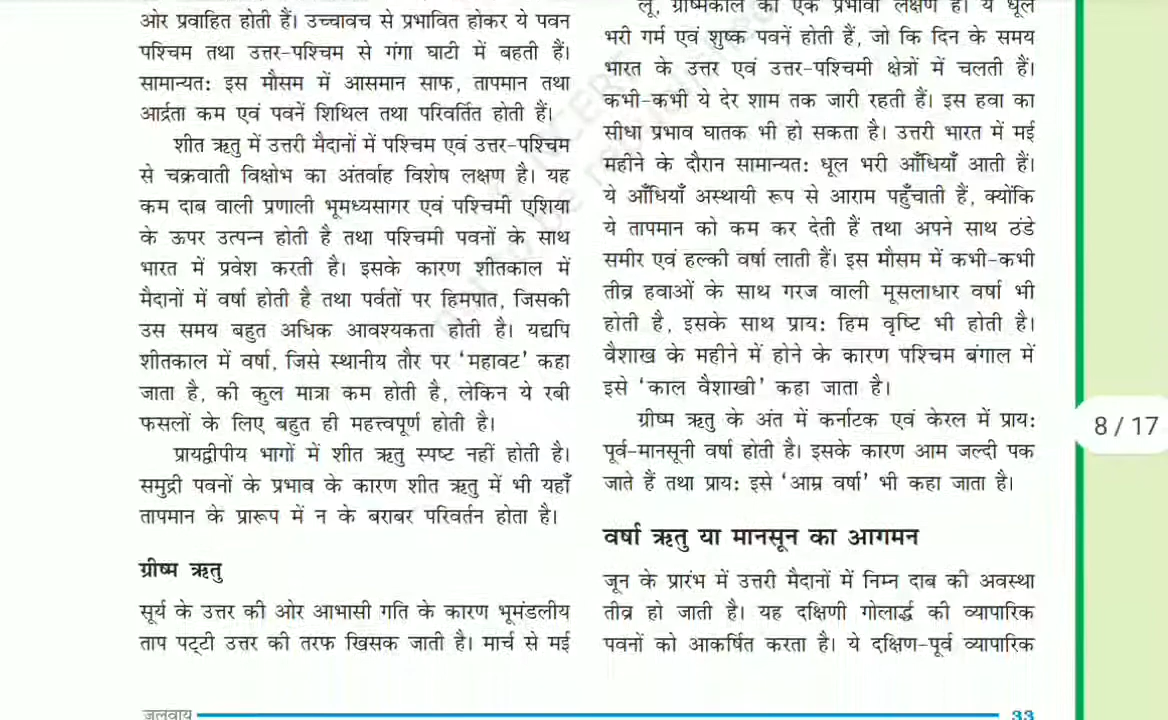 ओर प्रवाहित होती हैं। उच्चावच से प्रभावित होकर ये पवन
पश्चिम तथा उत्तर-पश्चिम से गंगा घाटी में बहती हैं।
सामान्यत: इस मौसम में आसमान साफ, तापमान तथा
आर्द्रता कम एवं पवनें शिथिल तथा परिवर्तित होती हैं।
शीत ऋतु में उत्तरी मैदानों में पश्चिम एवं उत्तर-पश्चिम
से चक्रवाती विक्षोभ का अंतर्वाह विशेष लक्षण है। यह
कम दाब वाली प्रणाली भूमध्यसागर एवं पश्चिमी एशिया
के ऊपर उत्पन्न होती है तथा पश्चिमी पवनों के साथ
भारत में प्रवेश करती है। इसके कारण शीतकाल में
मैदानों में वर्षा होती है तथा पर्वतों पर हिमपात, जिसकी
उस समय बहुत अधिक आवश्यकता होती है। यद्यपि
शीतकाल में वर्षा, जिसे स्थानीय तौर पर ‘महावट’ कहा
जाता है, की कुल मात्रा कम होती है, लेकिन ये रबी
फसलों के लिए बहुत ही महत्त्वपूर्ण होती है।
प्रायद्वीपीय भागों में शीत ऋतु स्पष्ट नहीं होती है।
समुद्री पवनों के प्रभाव के कारण शीत ऋतु में भी यहाँ
तापमान के प्रारूप में न के बराबर परिवर्तन होता है।
ग्रीष्म ऋतु
सूर्य के उत्तर की ओर आभासी गति के कारण भूमंडलीय
ताप पट्टी उत्तर की तरफ खिसक जाती है। मार्च से मई
लू, ग्रीष्मकाल का एक प्रभावी लक्षण है। ये धूल
भरी गर्म एवं शुष्क पवनें होती हैं, जो कि दिन के समय
भारत के उत्तर एवं उत्तर-पश्चिमी क्षेत्रों में चलती हैं।
कभी-कभी ये देर शाम तक जारी रहती हैं। इस हवा का
सीधा प्रभाव घातक भी हो सकता है। उत्तरी भारत में मई
महीने के दौरान सामान्यत: धूल भरी आँधियाँ आती हैं।
ये आँधियाँ अस्थायी रूप से आराम पहुँचाती हैं, क्योंकि
ये तापमान को कम कर देती हैं तथा अपने साथ ठंडे
समीर एवं हल्की वर्षा लाती हैं। इस मौसम में कभी-कभी
तीव्र हवाओं के साथ गरज वाली मूसलाधार वर्षा भी
होती है, इसके साथ प्राय: हिम वृष्टि भी होती है।
वैशाख के महीने में होने के कारण पश्चिम बंगाल में
इसे ‘काल वैशाखी’ कहा जाता है।
ग्रीष्म ऋतु के अंत में कर्नाटक एवं केरल में प्राय:
पूर्व-मानसूनी वर्षा होती है। इसके कारण आम जल्दी पक
जाते हैं तथा प्राय: इसे ‘आम्र वर्षा’ भी कहा जाता है।
वर्षा ऋतु या मानसून का आगमन
जून के प्रारंभ में उत्तरी मैदानों में निम्न दाब की अवस्था
तीव्र हो जाती है। यह दक्षिणी गोलार्द्ध की व्यापारिक
पवनों को आकर्षित करता है। ये दक्षिण-पूर्व व्यापारिक
8 / 17
जलवायु
33